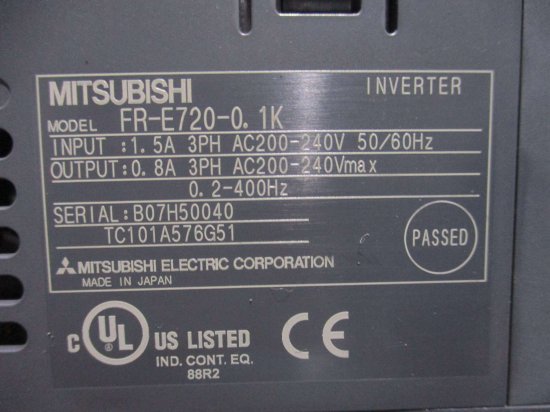 MITSUBISHI INVERTER
MODEL FR-E720-0.1K
INPUT :1.5A 3PH AC200-240V 50/60Hz
OUTPUT:0.8A 3PH AC200-240Vmax
0.2-400Hz
SERIAL:B07H50040
TC101A576G51
PASSED
MITSUBISHI ELECTRIC CORPORATION
MADE IN JAPAN
C UL US LISTED CE
IND. CONT. EQ.
88R2